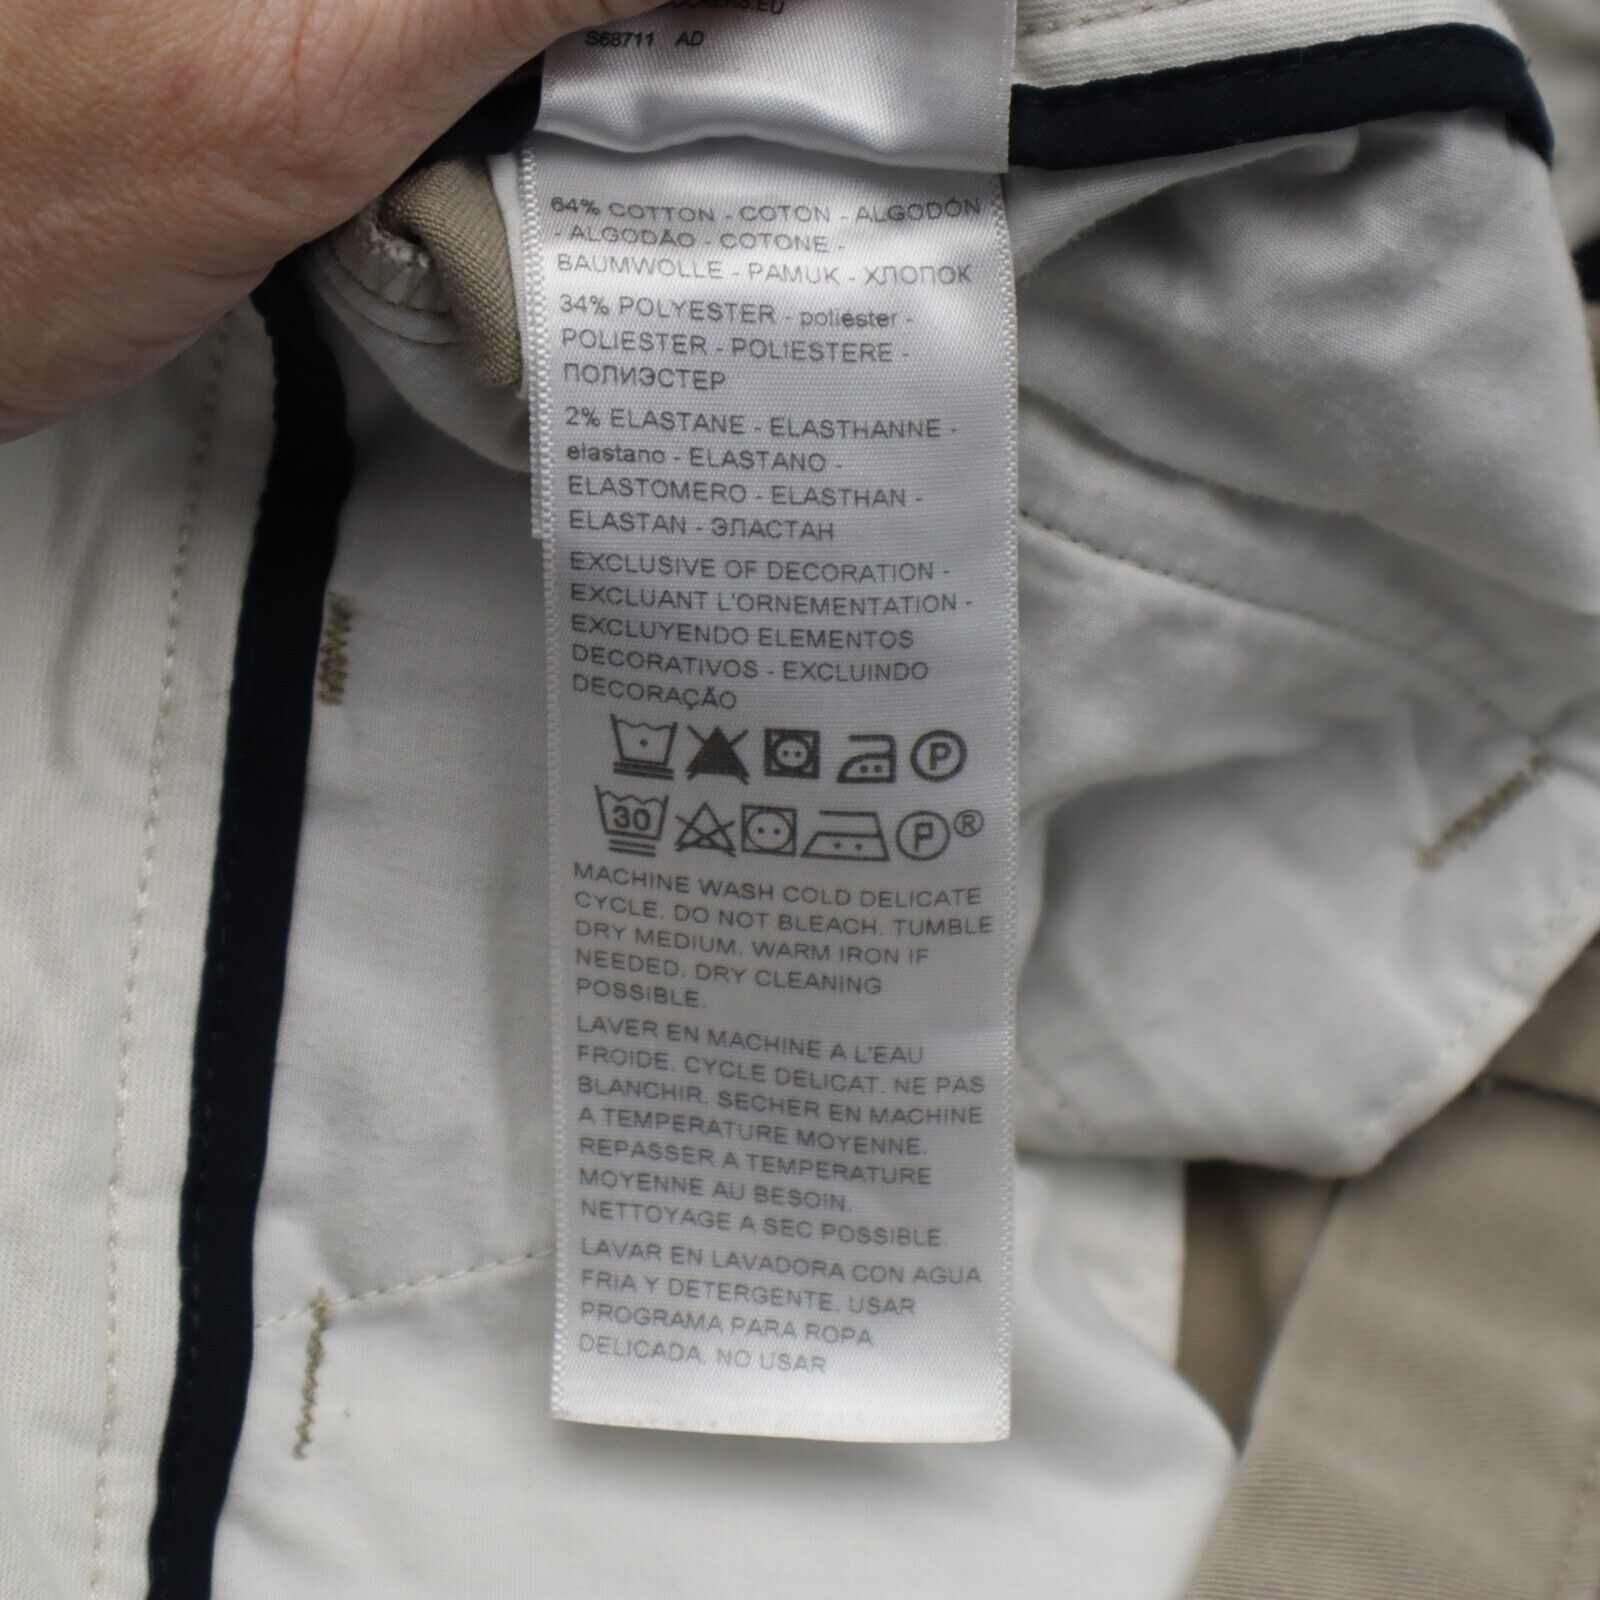 S68711 AD
64% COTTON - COTON - ALGODÓN
- ALGODÃO - COTONE -
BAUMWOLLE - PAMUK - ХЛОПОК
34% POLYESTER - poliéster -
POLIESTER - POLIESTERE -
ПОЛИЭСТЕР
2% ELASTANE - ELASTHANNE -
elastano - ELASTANO -
ELASTOMERO - ELASTHAN -
ELASTAN - ЭЛАСТАН
EXCLUSIVE OF DECORATION -
EXCLUANT L'ORNEMENTATION -
EXCLUYENDO ELEMENTOS
DECORATIVOS - EXCLUINDO
DECORAÇÃO
P
30 P®
MACHINE WASH COLD DELICATE
CYCLE. DO NOT BLEACH. TUMBLE
DRY MEDIUM. WARM IRON IF
NEEDED. DRY CLEANING
POSSIBLE.
LAVER EN MACHINE A L'EAU
FROIDE, CYCLE DELICAT. NE PAS
BLANCHIR. SECHER EN MACHINE
A TEMPERATURE MOYENNE.
REPASSER A TEMPERATURE
MOYENNE AU BESOIN.
NETTOYAGE A SEC POSSIBLE.
LAVAR EN LAVADORA CON AGUA
FRIA Y DETERGENTE, USAR
PROGRAMA PARA ROPA
DELICADA. NO USAR